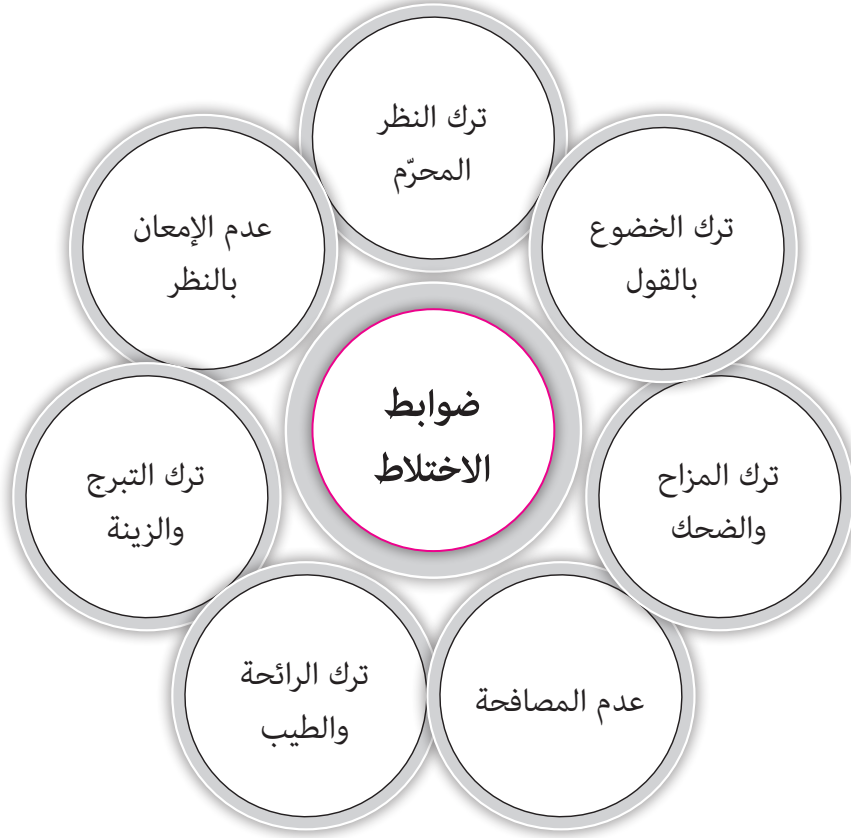 ضوابط
الاختلاط
ترك النظر
المحرّم
ترك الخضوع
بالقول
ترك المزاح
والضحك
عدم المصافحة
ترك الرائحة
والطيب
ترك التبرج
والزينة
عدم الإمعان
بالنظر